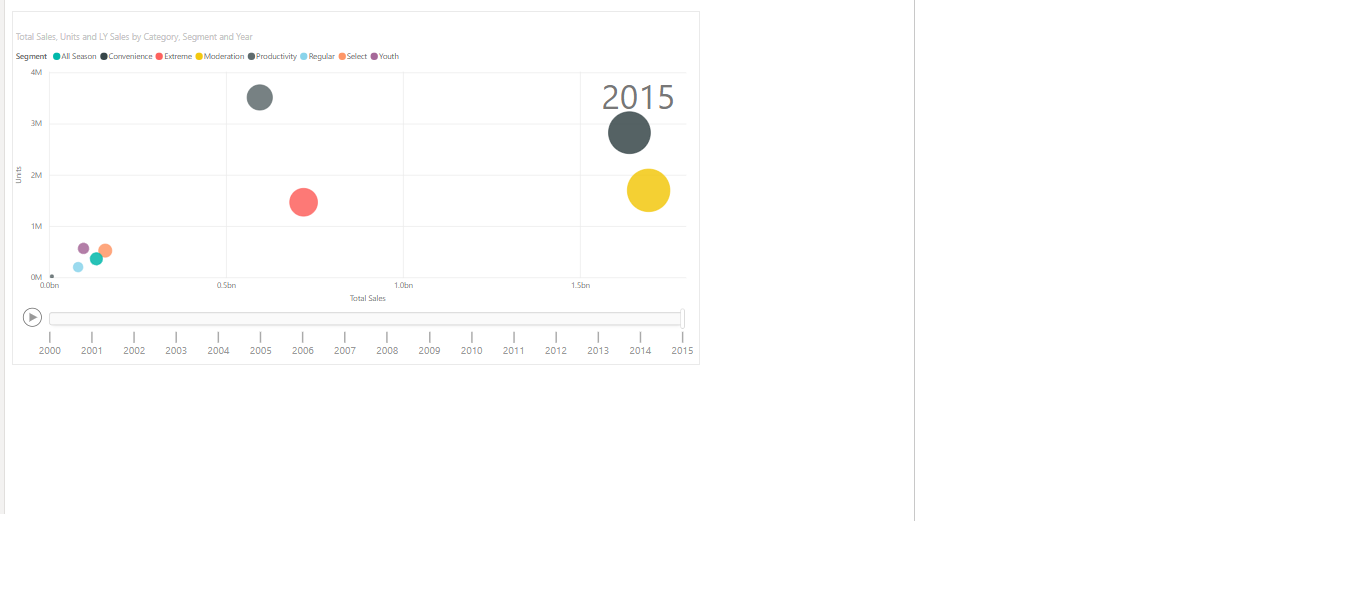 Total Sales, Units and LY Sales by Category, Segment and Year
Segment All Season Convenience Extreme Moderation Productivity Regular Select Youth
4M
2015
3M
Units
2M
1M
0M
0.0bn 0.5bn 1.0bn 1.5bn
Total Sales
2000 2001 2002 2003 2004 2005 2006 2007 2008 2009 2010 2011 2012 2013 2014 2015